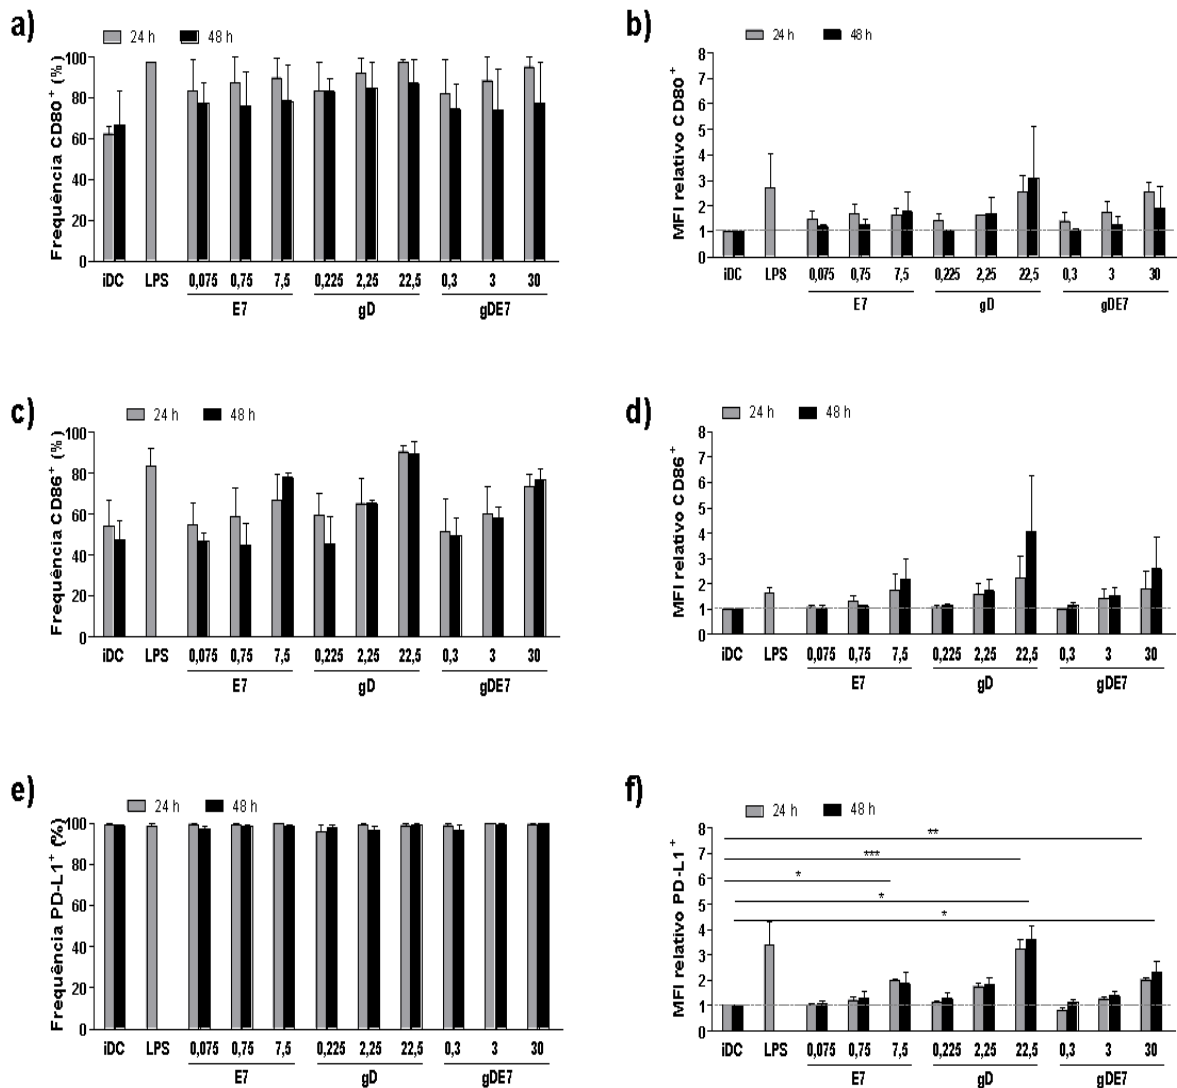 a)
24 h 48 h
Frequência CD80+ (%)
100
80
60
40
20
0
iDC LPS 0,075 0,75 7,5 0,225 2,25 22,5 0,3 3 30
E7 gD gDE7
b)
24 h 48 h
MFI relativo CD80+
8
7
6
5
4
3
2
1
0
iDC LPS 0,075 0,75 7,5 0,225 2,25 22,5 0,3 3 30
E7 gD gDE7
c)
24 h 48 h
Frequência CD86+ (%)
100
80
60
40
20
0
iDC LPS 0,075 0,75 7,5 0,225 2,25 22,5 0,3 3 30
E7 gD gDE7
d)
24 h 48 h
MFI relativo CD86+
8
7
6
5
4
3
2
1
0
iDC LPS 0,075 0,75 7,5 0,225 2,25 22,5 0,3 3 30
E7 gD gDE7
e)
24 h 48 h
Frequência PD-L1+ (%)
100
80
60
40
20
0
iDC LPS 0,075 0,75 7,5 0,225 2,25 22,5 0,3 3 30
E7 gD gDE7
f)
24 h 48 h
MFI relativo PD-L1+
8
7
6
5
4
3
2
1
0
**
***
*
*
*
iDC LPS 0,075 0,75 7,5 0,225 2,25 22,5 0,3 3 30
E7 gD gDE7